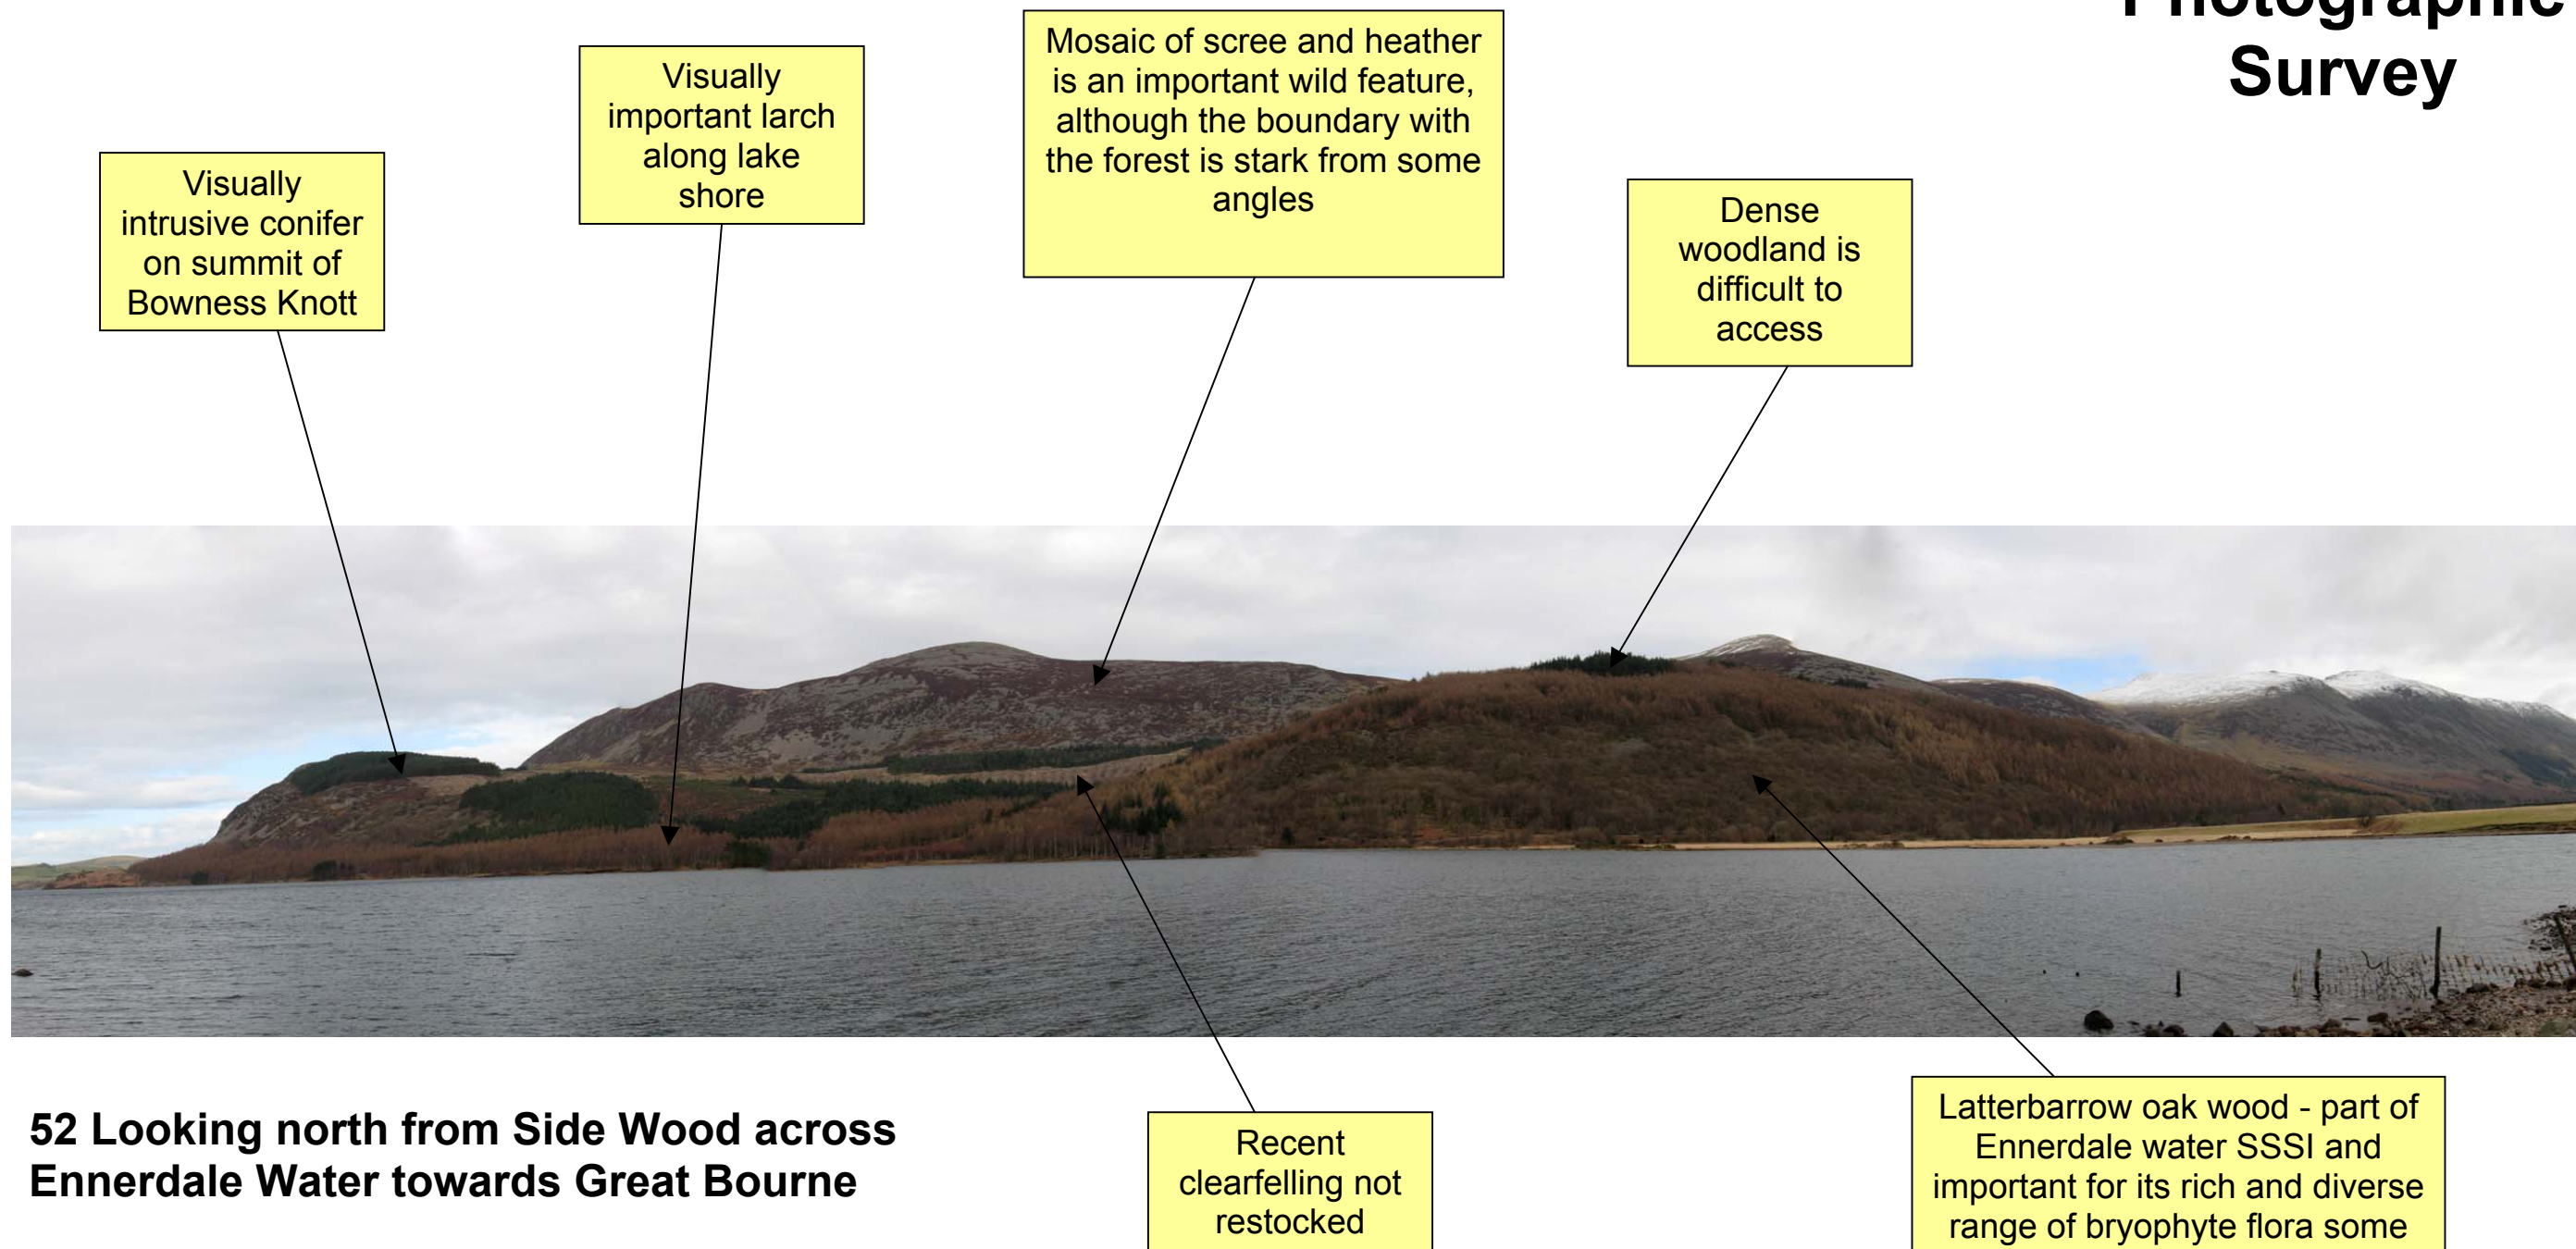 Photographic
Survey
Visually
important larch
along lake
shore
Mosaic of scree and heather
is an important wild feature,
although the boundary with
the forest is stark from some
angles
Visually
intrusive conifer
on summit of
Bowness Knott
Dense
woodland is
difficult to
access
52 Looking north from Side Wood across
Ennerdale Water towards Great Bourne
Recent
clearfelling not
restocked
Latterbarrow oak wood - part of
Ennerdale water SSSI and
important for its rich and diverse
range of bryophyte flora some